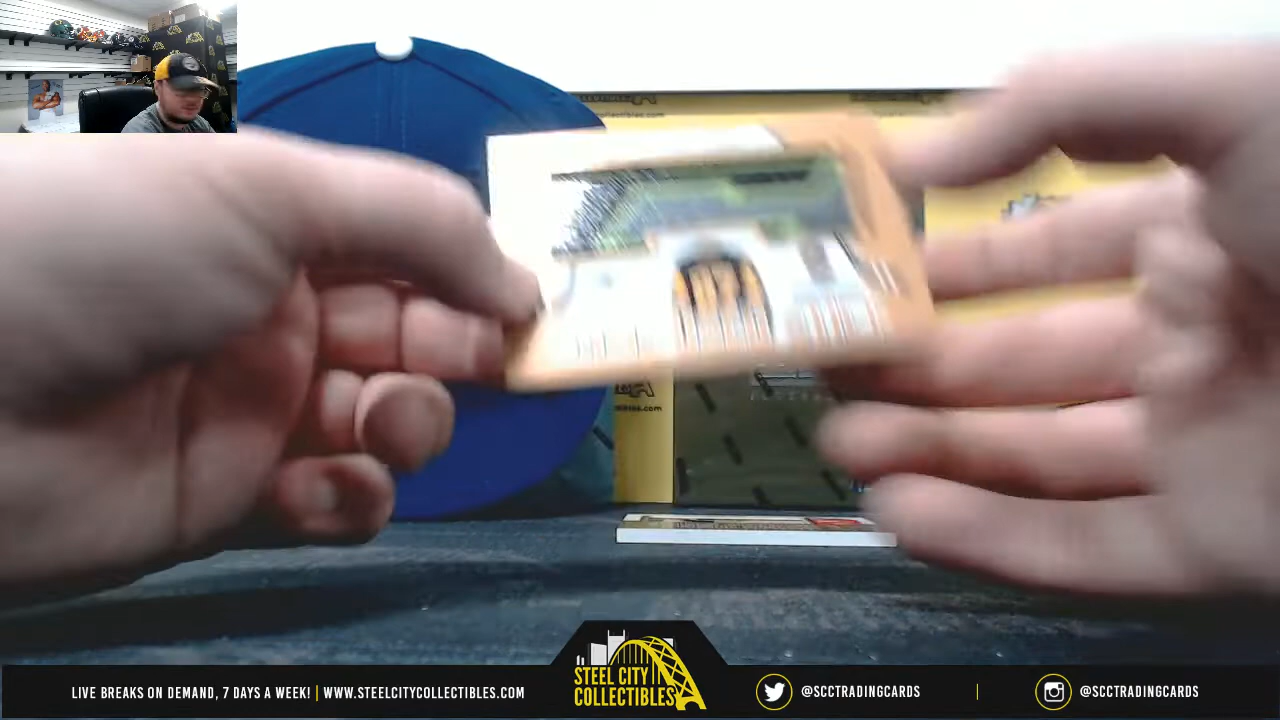 LIVE BREAKS ON DEMAND, 7 DAYS A WEEK! | WWW.STEELCITYCOLLECTIBLES.COM
STEEL CITY
COLLECTIBLES
@SCCTRADINGCARDS | @SCCTRADINGCARDS